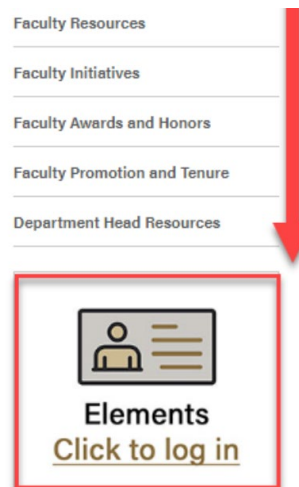 Faculty Resources
Faculty Initiatives
Faculty Awards and Honors
Faculty Promotion and Tenure
Department Head Resources
Elements
Click to log in